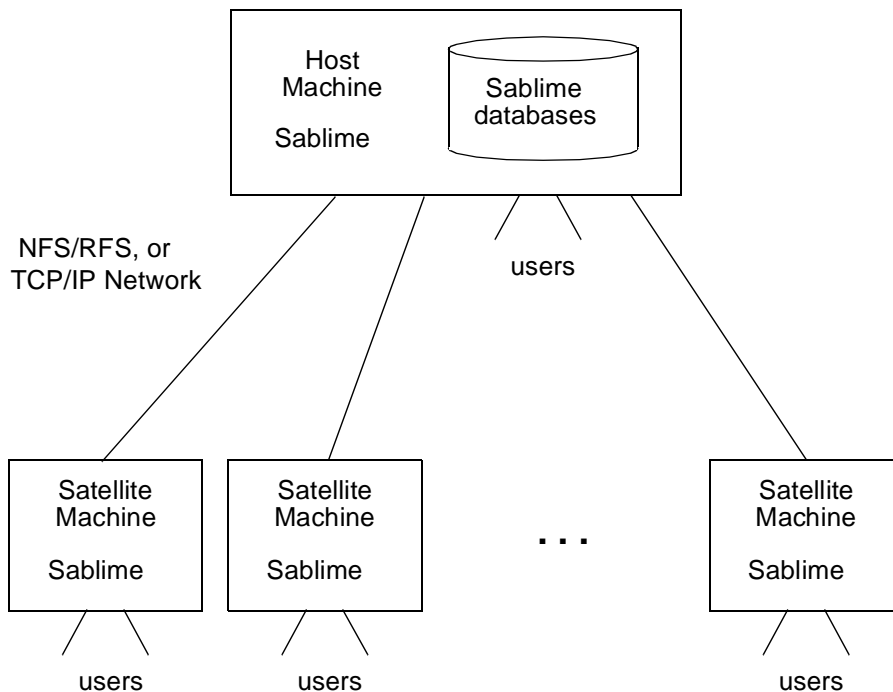 Host
Machine
Sablime
Sablime
databases
NFS/RFS, or
TCP/IP Network
users
Satellite
Machine
Sablime
Satellite
Machine
Sablime
. . .
Satellite
Machine
Sablime
users
users
users